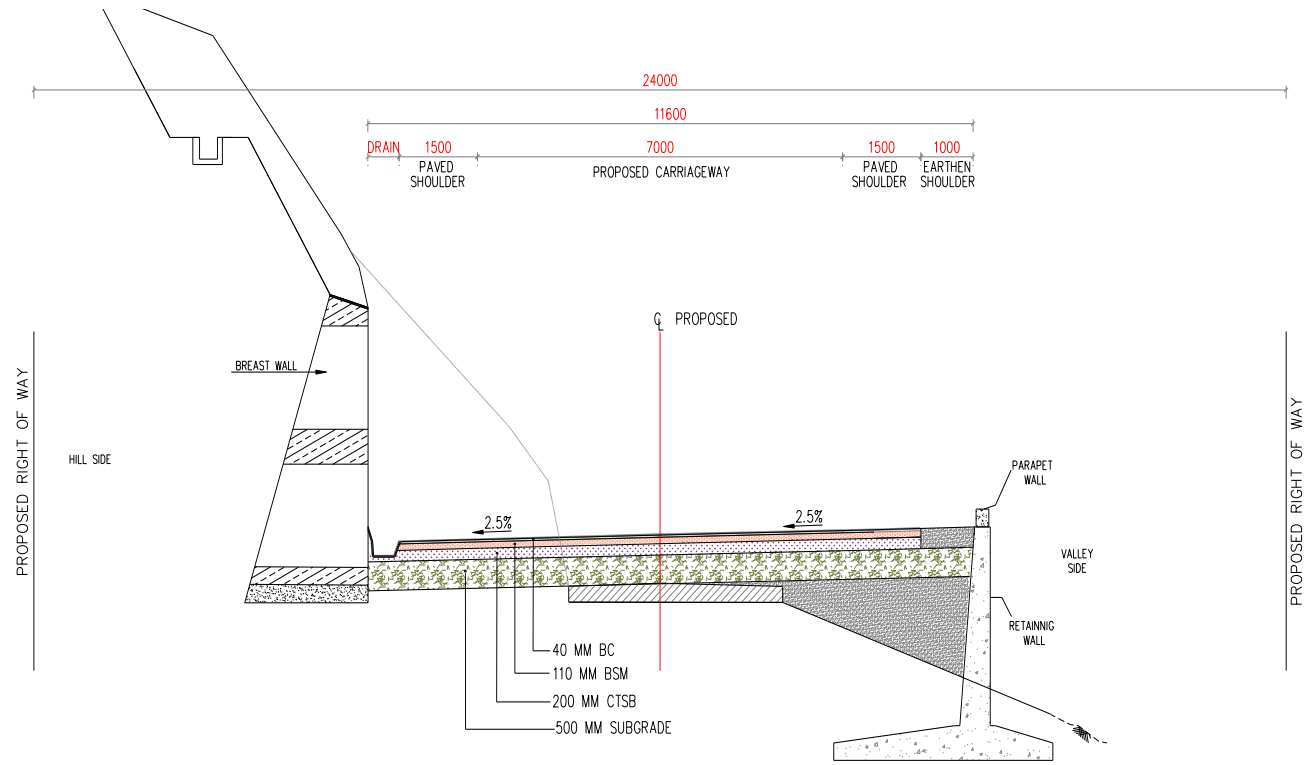 24000
11600
DRAIN 1500 7000 1500 1000
PAVED
SHOULDER
PROPOSED CARRIAGEWAY
PAVED
SHOULDER
EARTHEN
SHOULDER
℄ PROPOSED
BREAST WALL
PROPOSED RIGHT OF WAY
HILL SIDE
2.5%
2.5%
PARAPET
WALL
VALLEY
SIDE
PROPOSED RIGHT OF WAY
RETAINNIG
WALL
40 MM BC
110 MM BSM
200 MM CTSB
500 MM SUBGRADE